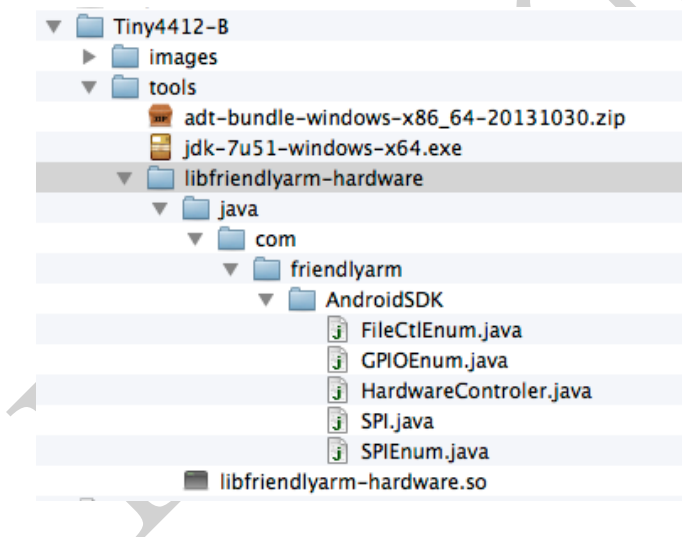 Tiny4412-B
images
tools
adt-bundle-windows-x86_64-20131030.zip
jdk-7u51-windows-x64.exe
libfriendlyarm-hardware
java
com
friendlyarm
AndroidSDK
FileCtlEnum.java
GPIOEnum.java
HardwareControler.java
SPI.java
SPIEnum.java
libfriendlyarm-hardware.so